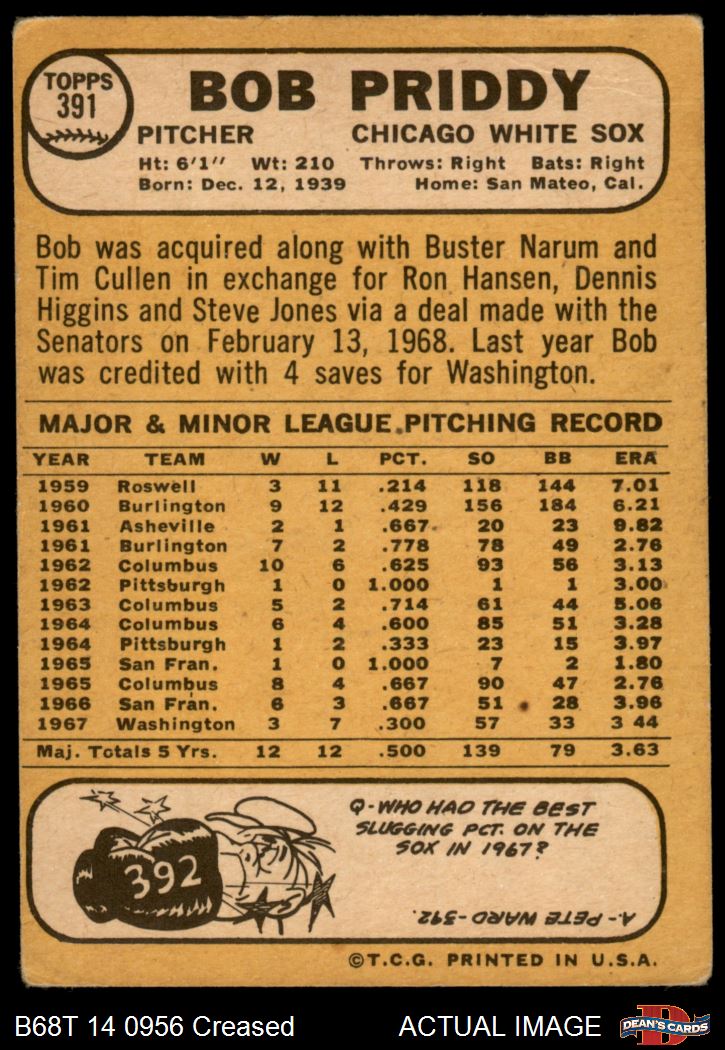 TOPPS
391
BOB PRIDDY
PITCHER CHICAGO WHITE SOX
Ht: 6'1" Wt: 210 Throws: Right Bats: Right
Born: Dec. 12, 1939 Home: San Mateo, Cal.
Bob was acquired along with Buster Narum and
Tim Cullen in exchange for Ron Hansen, Dennis
Higgins and Steve Jones via a deal made with the
Senators on February 13, 1968. Last year Bob
was credited with 4 saves for Washington.
MAJOR & MINOR LEAGUE PITCHING RECORD
YEAR TEAM W L PCT. SO BB ERA
1959 Roswell 3 11 .214 118 144 7.01
1960 Burlington 9 12 .429 156 184 6.21
1961 Asheville 2 1 .667 20 23 9.82
1961 Burlington 7 2 .778 78 49 2.76
1962 Columbus 10 6 .625 93 56 3.13
1962 Pittsburgh 1 0 1.000 1 1 3.00
1963 Columbus 5 2 .714 61 44 5.06
1964 Columbus 6 4 .600 85 51 3.28
1964 Pittsburgh 1 2 .333 23 15 3.97
1965 San Fran. 1 0 1.000 7 2 1.80
1965 Columbus 8 4 .667 90 47 2.76
1966 San Fran. 6 3 .667 51 28 3.96
1967 Washington 3 7 .300 57 33 3 44
Maj. Totals 5 Yrs. 12 12 .500 139 79 3.63
392
Q-WHO HAD THE BEST
SLUGGING PCT. ON THE
SOX IN 1967?
A-PETE WARD-.392.
©T.C.G. PRINTED IN U.S.A.
B68T 14 0956 Creased ACTUAL IMAGE
D
DEAN'S CARDS